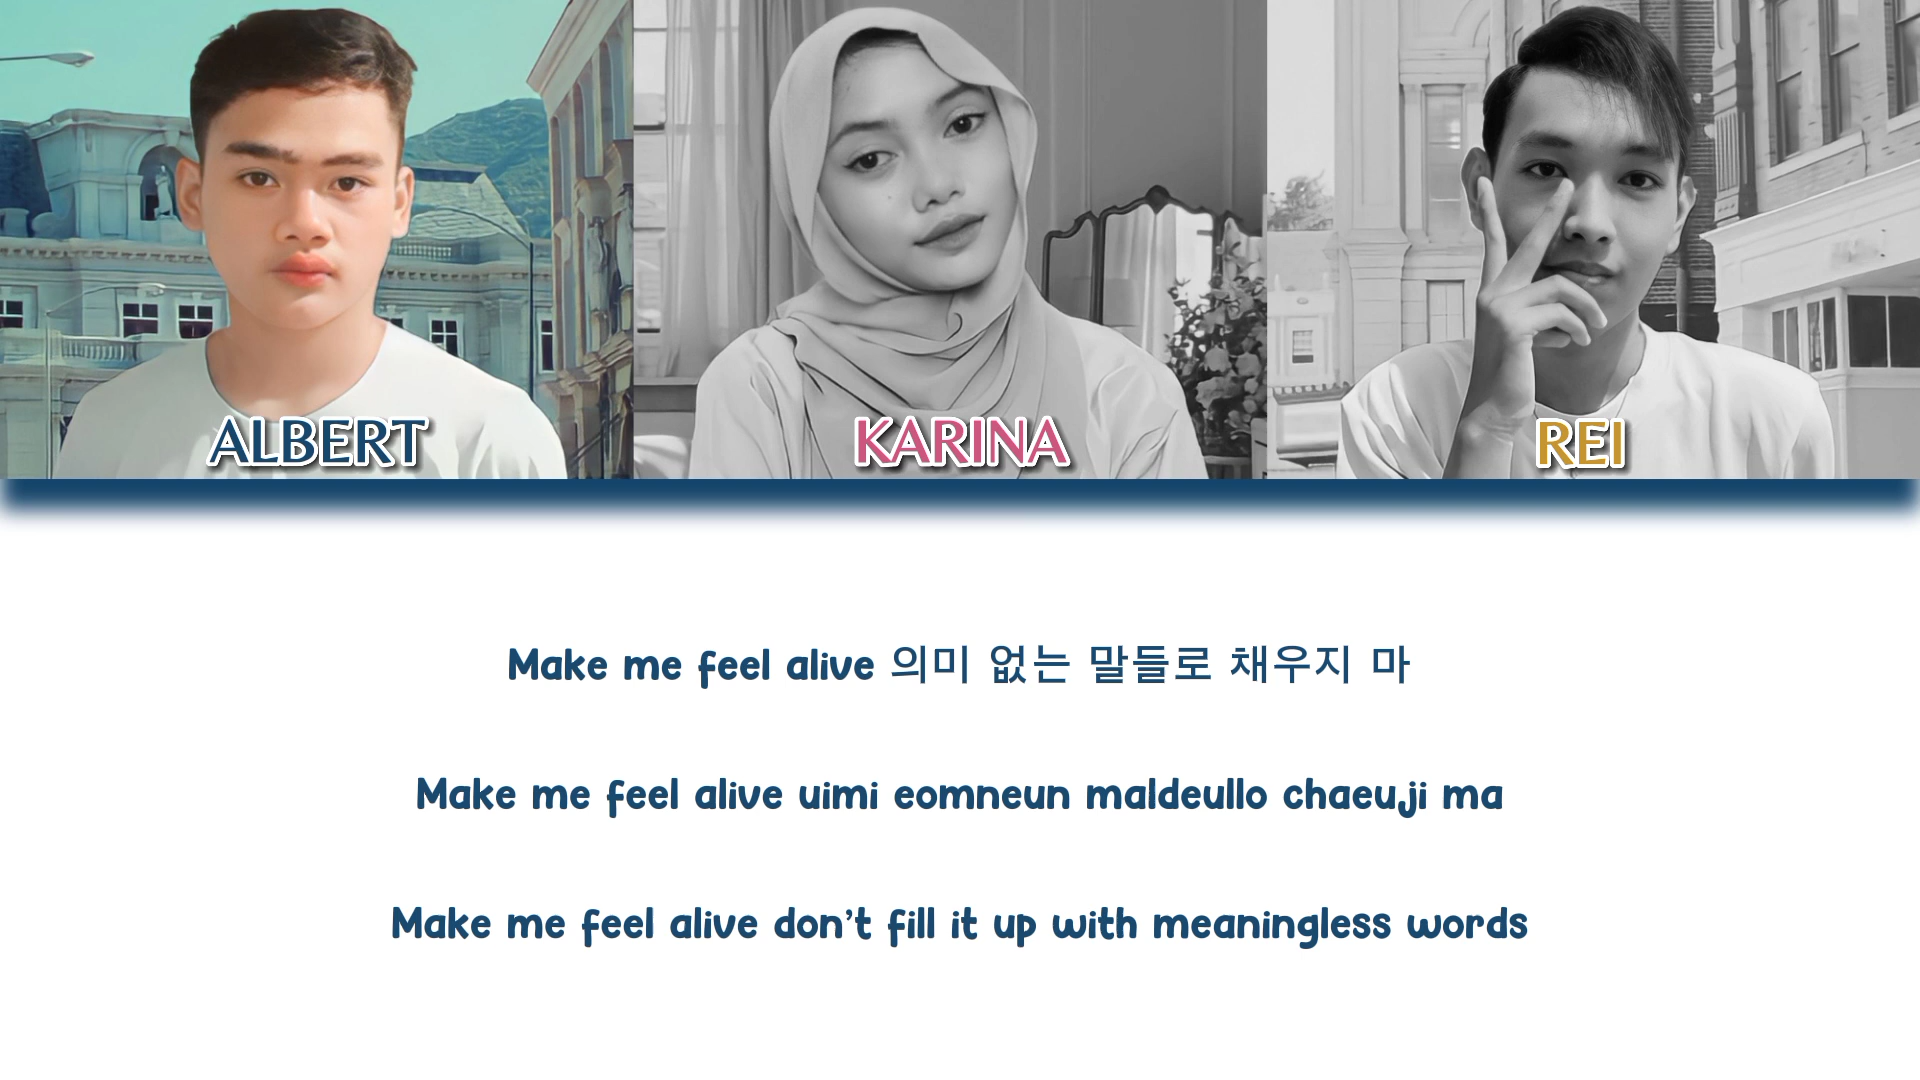 ALBERT
KARINA
REI
Make me feel alive 의미 없는 말들로 채우지 마
Make me feel alive uimi eomneun maldeullo chaeuji ma
Make me feel alive don't fill it up with meaningless words